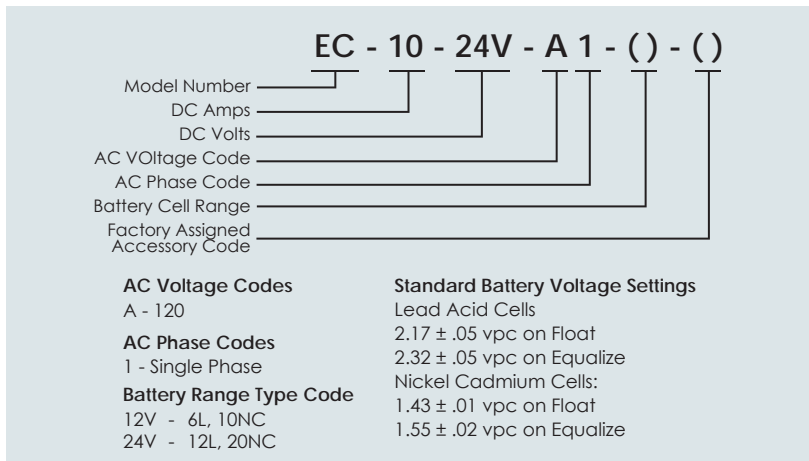 EC - 10 - 24V - A 1 - ( ) - ( )
Model Number
DC Amps
DC Volts
AC VOltage Code
AC Phase Code
Battery Cell Range
Factory Assigned
Accessory Code
AC Voltage Codes
A - 120
AC Phase Codes
1 - Single Phase
Battery Range Type Code
12V - 6L, 10NC
24V - 12L, 20NC
Standard Battery Voltage Settings
Lead Acid Cells
2.17 ± .05 vpc on Float
2.32 ± .05 vpc on Equalize
Nickel Cadmium Cells:
1.43 ± .01 vpc on Float
1.55 ± .02 vpc on Equalize